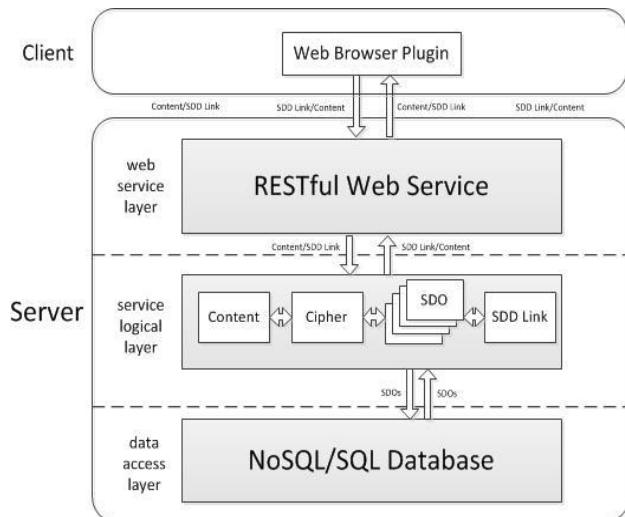 Client
Web Browser Plugin
Content/SDD Link
SDD Link/Content
Content/SDD Link
SDD Link/Content
web
service
layer
RESTful Web Service
Content/SDD Link
SDD Link/Content
Server
service
logical
layer
Content
Cipher
SDO
SDD Link
SDOs
SDOs
data
access
layer
NoSQL/SQL Database